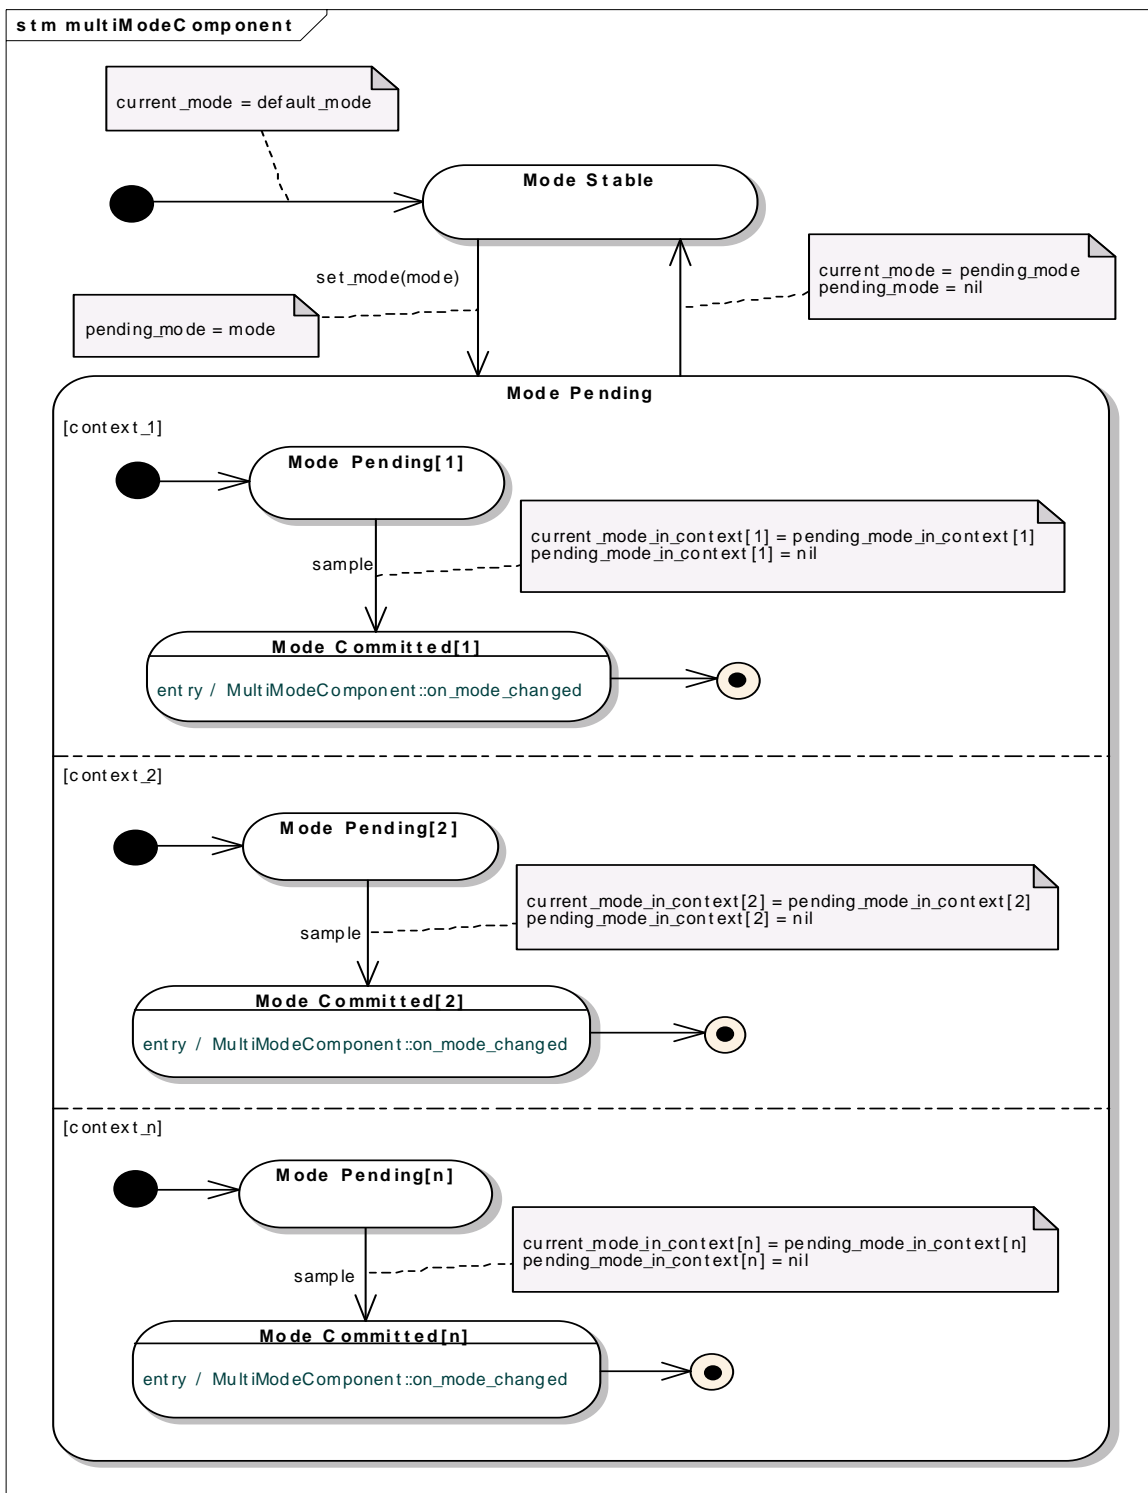 stm multiModeComponent
current_mode = default_mode
Mode Stable
set_mode(mode)
current_mode = pending_mode
pending_mode = nil
pending_mode = mode
Mode Pending
[context_1]
Mode Pending[1]
current_mode_in_context[1] = pending_mode_in_context[1]
pending_mode_in_context[1] = nil
sample
Mode Committed[1]
entry / MultiModeComponent::on_mode_changed
[context_2]
Mode Pending[2]
current_mode_in_context[2] = pending_mode_in_context[2]
pending_mode_in_context[2] = nil
sample
Mode Committed[2]
entry / MultiModeComponent::on_mode_changed
[context_n]
Mode Pending[n]
current_mode_in_context[n] = pending_mode_in_context[n]
pending_mode_in_context[n] = nil
sample
Mode Committed[n]
entry / MultiModeComponent::on_mode_changed